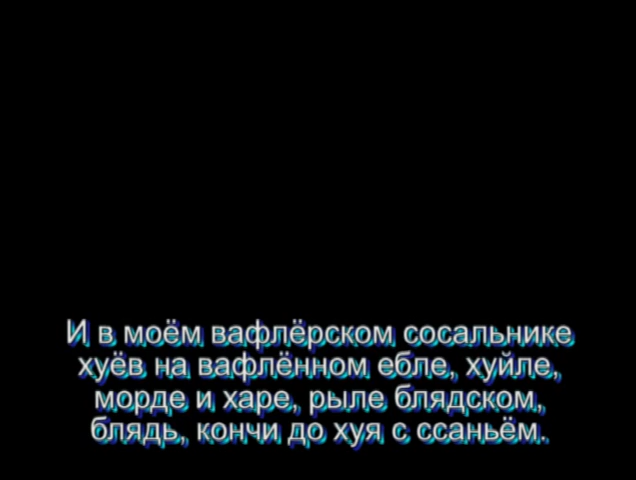 И в моём вафлёрском сосальнике
хуёв на вафлённом ебле, хуйле,
морде и харе, рыле блядском,
блядь, кончи до хуя с ссаньём.